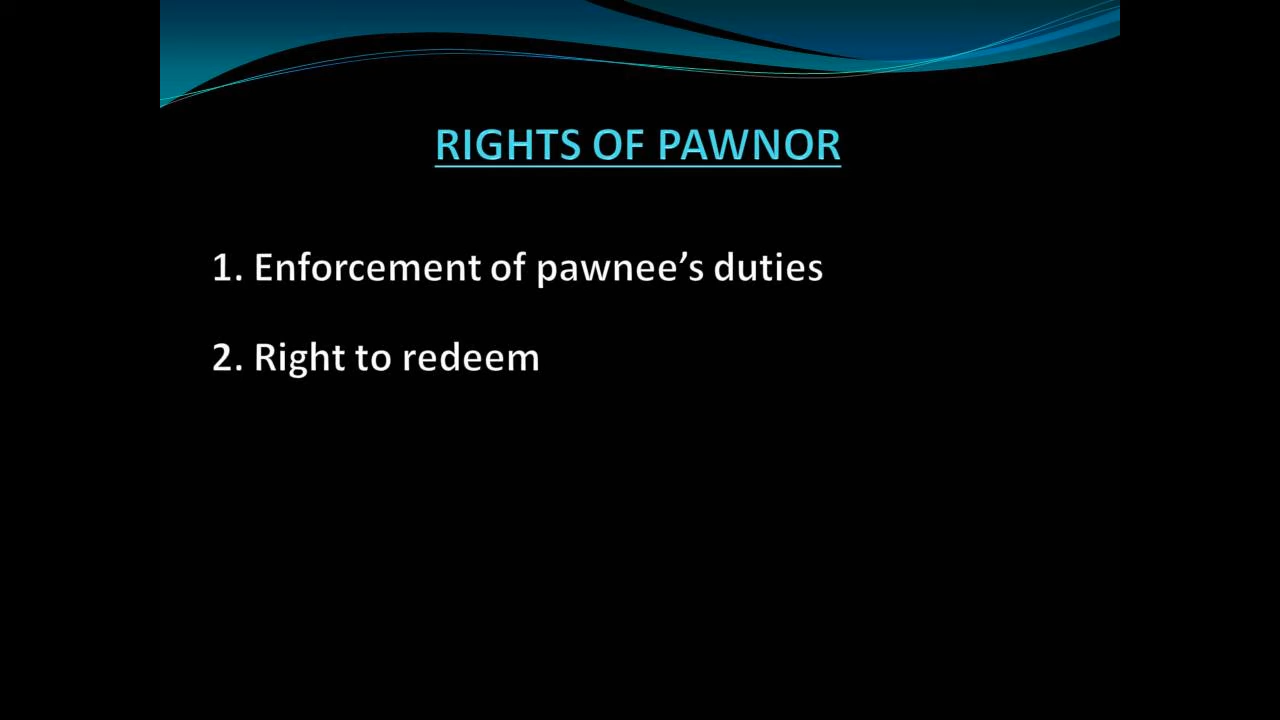 RIGHTS OF PAWNOR
1. Enforcement of pawnee’s duties
2. Right to redeem